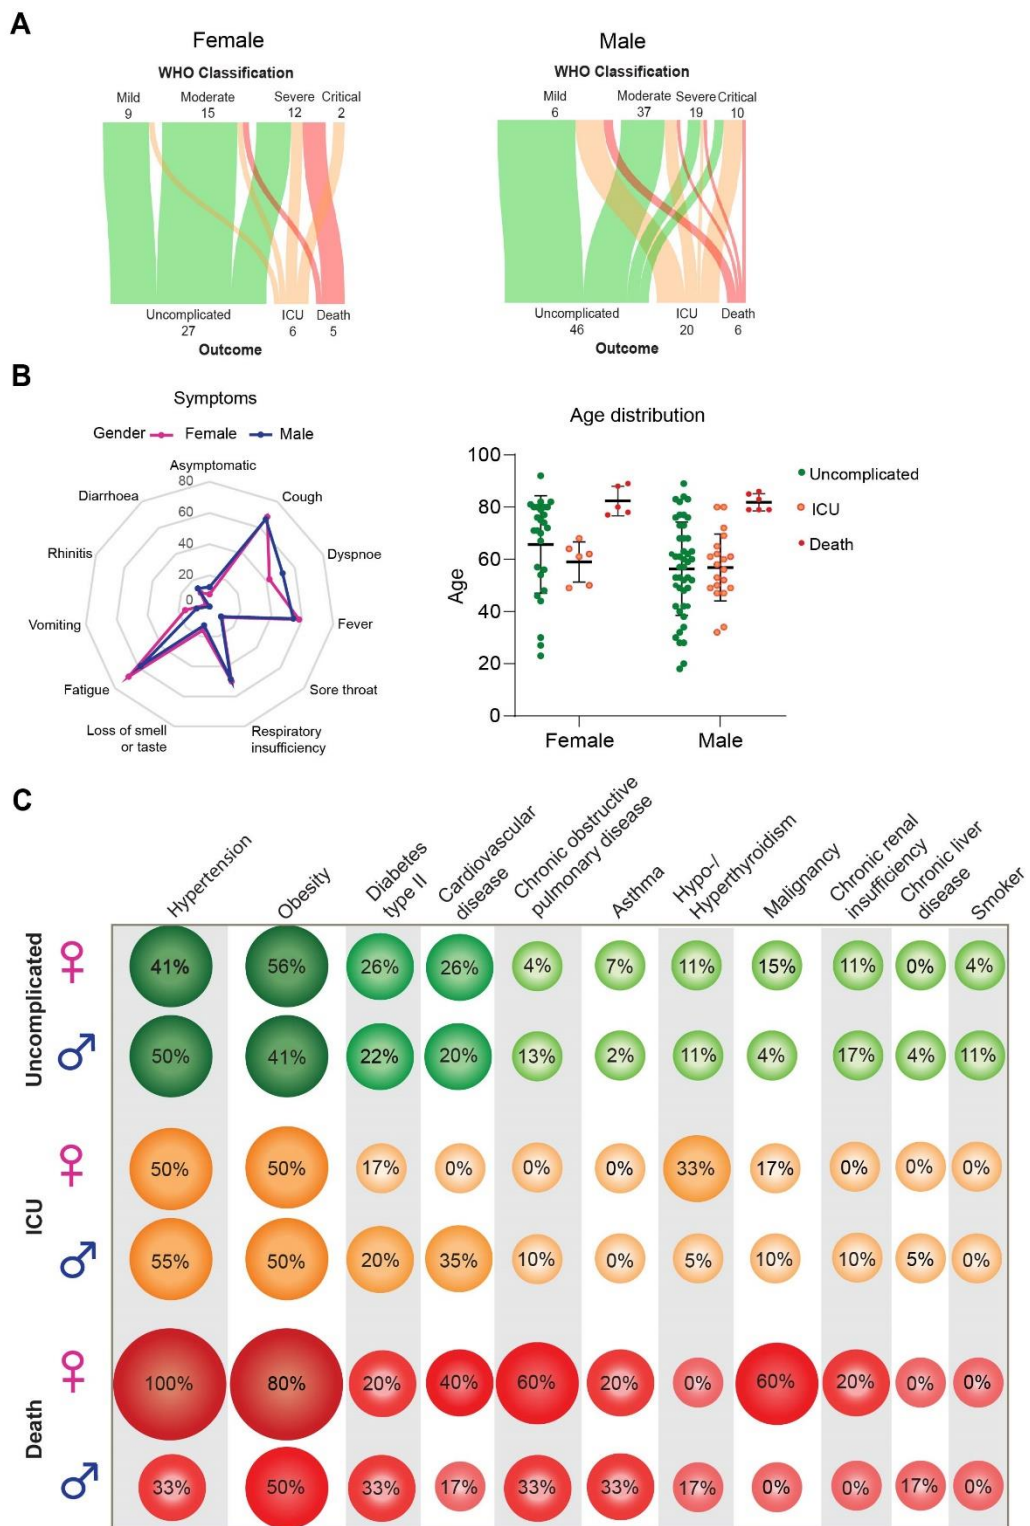 A
Female
WHO Classification
Mild Moderate Severe Critical
9 15 12 2
Uncomplicated ICU Death
27 6 5
Outcome
Male
WHO Classification
Mild Moderate Severe Critical
6 37 19 10
Uncomplicated ICU Death
46 20 6
Outcome
B
Symptoms
Gender Female Male
Asymptomatic
Cough
Dyspnoe
Fever
Sore throat
Respiratory
insufficiency
Loss of smell
or taste
Fatigue
Vomiting
Rhinitis
Diarrhoea
80
60
40
20
0
Age distribution
Age
100
80
60
40
20
0
Female Male
Uncomplicated
ICU
Death
C
Hypertension
Obesity
Diabetes
type II
Cardiovascular
disease
Chronic obstructive
pulmonary disease
Asthma
Hypo-/
Hyperthyroidism
Malignancy
Chronic renal
insufficiency
Chronic liver
disease
Smoker
Uncomplicated
♀ 41% 56% 26% 26% 4% 7% 11% 15% 11% 0% 4%
♂ 50% 41% 22% 20% 13% 2% 11% 4% 17% 4% 11%
ICU
♀ 50% 50% 17% 0% 0% 0% 33% 17% 0% 0% 0%
♂ 55% 50% 20% 35% 10% 0% 5% 10% 10% 5% 0%
Death
♀ 100% 80% 20% 40% 60% 20% 0% 60% 20% 0% 0%
♂ 33% 50% 33% 17% 33% 33% 17% 0% 0% 17% 0%